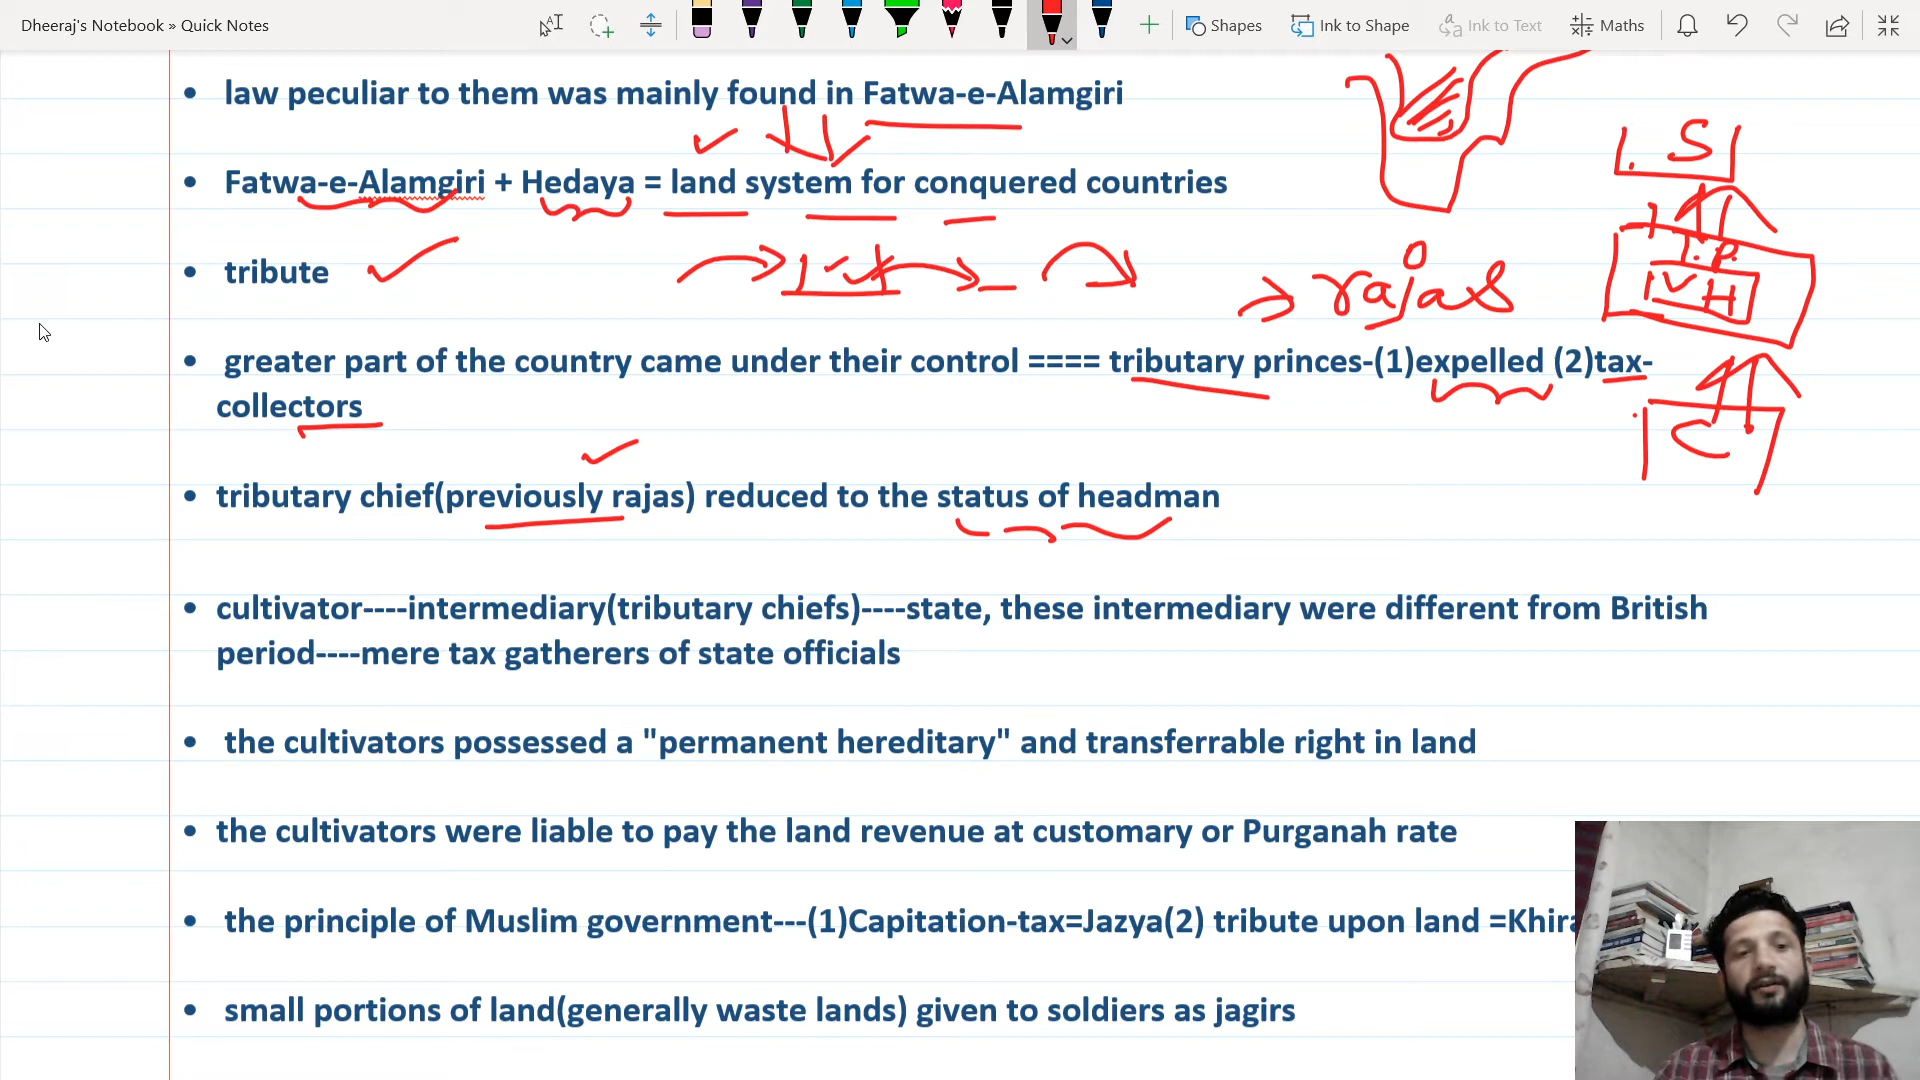 Dheeraj's Notebook » Quick Notes
Shapes
Ink to Shape
Ink to Text
Maths
• law peculiar to them was mainly found in Fatwa-e-Alamgiri
S
• Fatwa-e-Alamgiri + Hedaya = land system for conquered countries
• tribute
→ rajas
T.P.
V H
• greater part of the country came under their control ==== tributary princes-(1)expelled (2)tax-
collectors
C
• tributary chief(previously rajas) reduced to the status of headman
• cultivator----intermediary(tributary chiefs)----state, these intermediary were different from British
period----mere tax gatherers of state officials
• the cultivators possessed a "permanent hereditary" and transferrable right in land
• the cultivators were liable to pay the land revenue at customary or Purganah rate
• the principle of Muslim government---(1)Capitation-tax=Jazya(2) tribute upon land =Khira
• small portions of land(generally waste lands) given to soldiers as jagirs